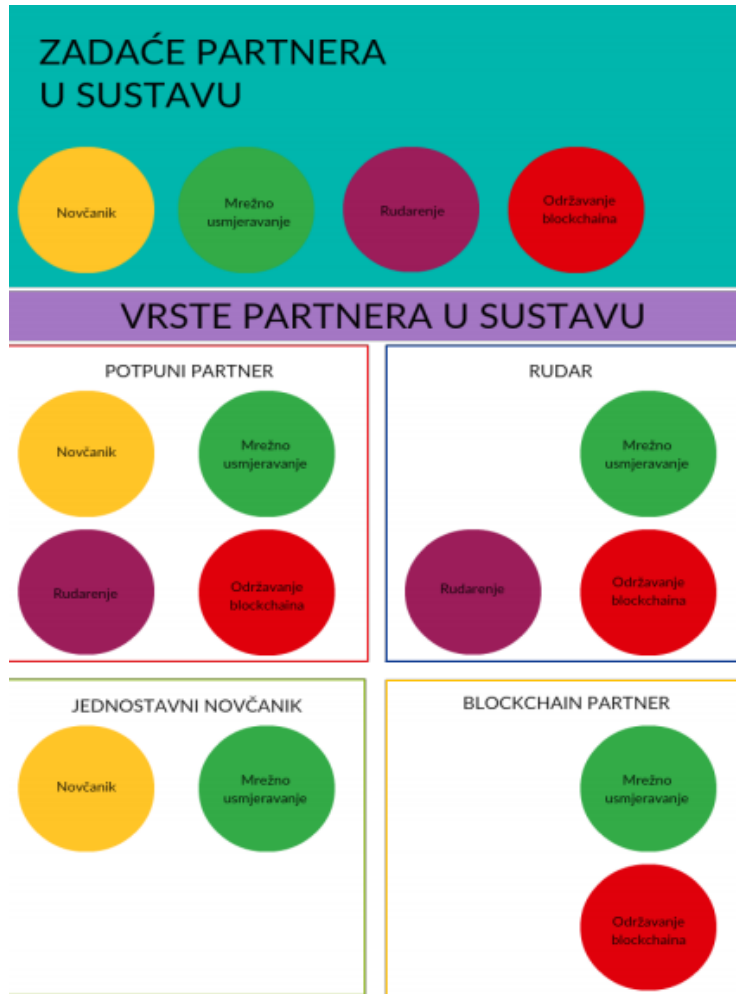 ZADAĆE PARTNERA
U SUSTAVU
Novčanik
Mrežno
usmjeravanje
Rudarenje
Održavanje
blockchaina
VRSTE PARTNERA U SUSTAVU
POTPUNI PARTNER
Novčanik
Mrežno
usmjeravanje
Rudarenje
Održavanje
blockchaina
RUDAR
Mrežno
usmjeravanje
Rudarenje
Održavanje
blockchaina
JEDNOSTAVNI NOVČANIK
Novčanik
Mrežno
usmjeravanje
BLOCKCHAIN PARTNER
Mrežno
usmjeravanje
Održavanje
blockchaina